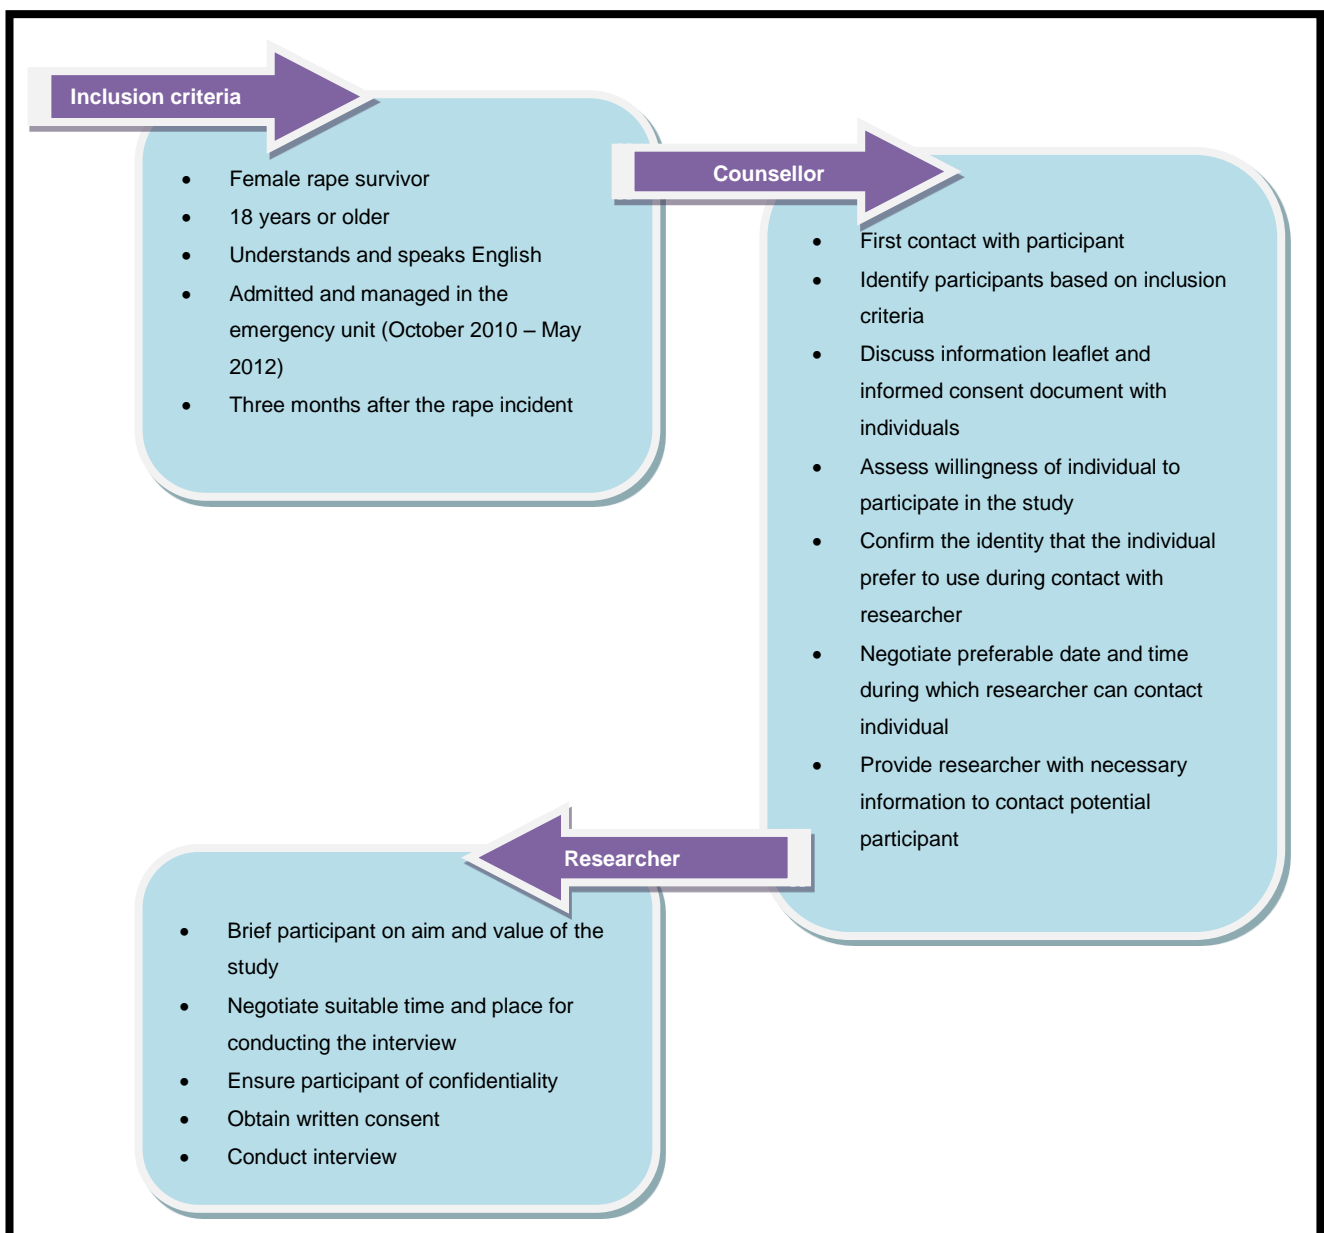 Inclusion criteria
• Female rape survivor
• 18 years or older
• Understands and speaks English
• Admitted and managed in the
emergency unit (October 2010 – May
2012)
• Three months after the rape incident
Counsellor
• First contact with participant
• Identify participants based on inclusion
criteria
• Discuss information leaflet and
informed consent document with
individuals
• Assess willingness of individual to
participate in the study
• Confirm the identity that the individual
prefer to use during contact with
researcher
• Negotiate preferable date and time
during which researcher can contact
individual
• Provide researcher with necessary
information to contact potential
participant
Researcher
• Brief participant on aim and value of the
study
• Negotiate suitable time and place for
conducting the interview
• Ensure participant of confidentiality
• Obtain written consent
• Conduct interview